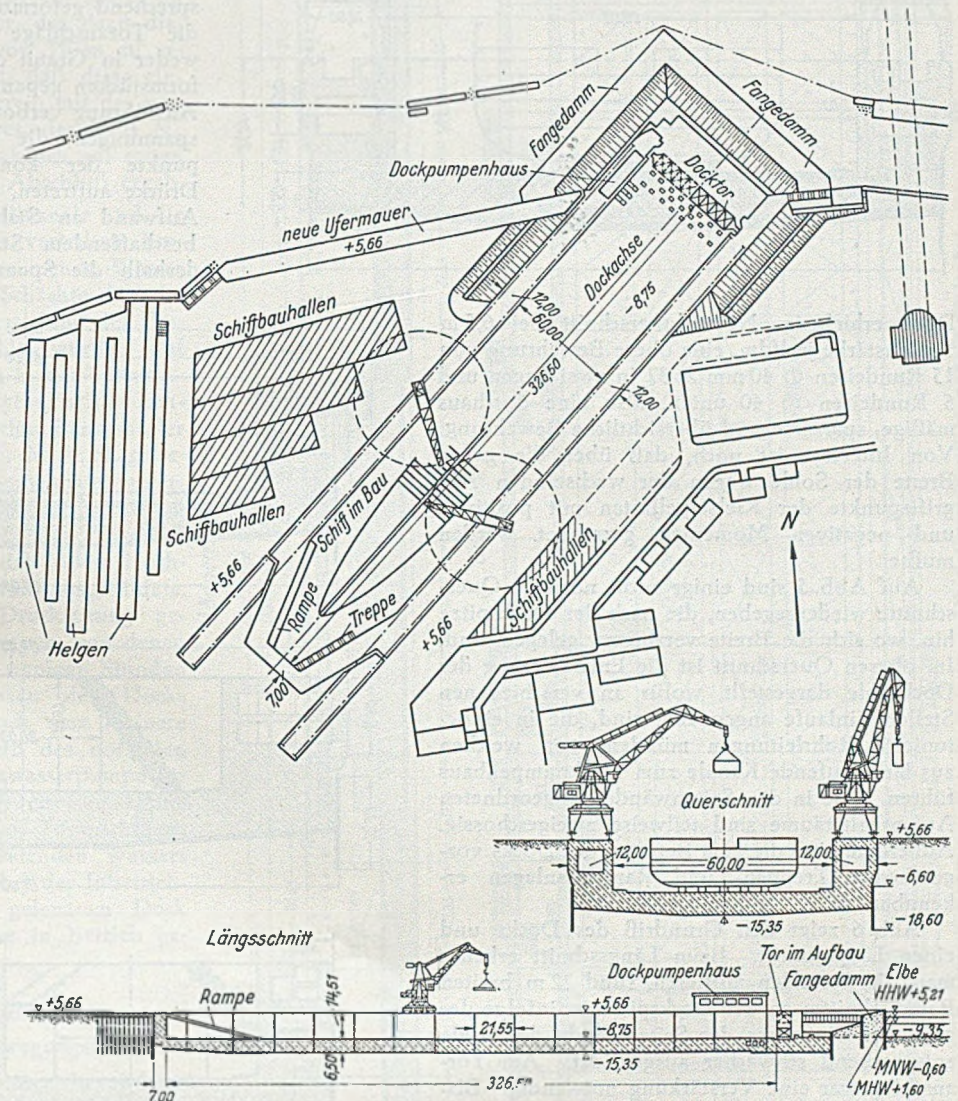 Fangedamm
Fangedamm
Dockpumpenhaus
Docktor
neue Ufermauer
+5,66
Dockachse
-8,75
12,00
60,00
326,50
12,00
Schiffbauhallen
Schiffbauhallen
Schiff im Bau
Rampe
Treppe
+5,66
+5,66
7,00
Schiffbauhallen
Helgen
N
Querschnitt
+5,66
12,00
60,00
12,00
-6,60
-15,35
-18,60
Längsschnitt
Dockpumpenhaus
Tor im Aufbau
Fangedamm
Elbe
HHW+5,21
+5,66
Rampe
14,51
+5,66
21,55
-8,75
-9,35
6,50
-15,35
MNW-0,60
MHW+1,60
7,00